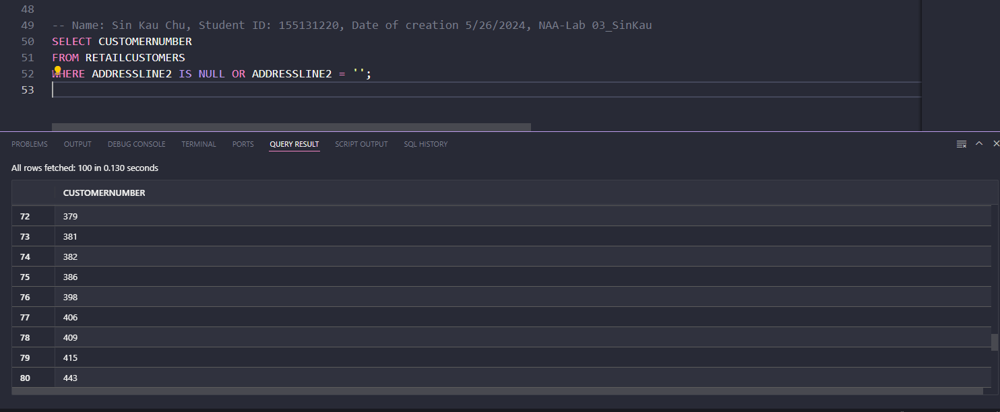 48
49 -- Name: Sin Kau Chu, Student ID: 155131220, Date of creation 5/26/2024, NAA-Lab 03_SinKau
50 SELECT CUSTOMERNUMBER
51 FROM RETAILCUSTOMERS
52 WHERE ADDRESSLINE2 IS NULL OR ADDRESSLINE2 = '';
53
PROBLEMS OUTPUT DEBUG CONSOLE TERMINAL PORTS QUERY RESULT SCRIPT OUTPUT SQL HISTORY
All rows fetched: 100 in 0.130 seconds
CUSTOMERNUMBER
72 379
73 381
74 382
75 386
76 398
77 406
78 409
79 415
80 443